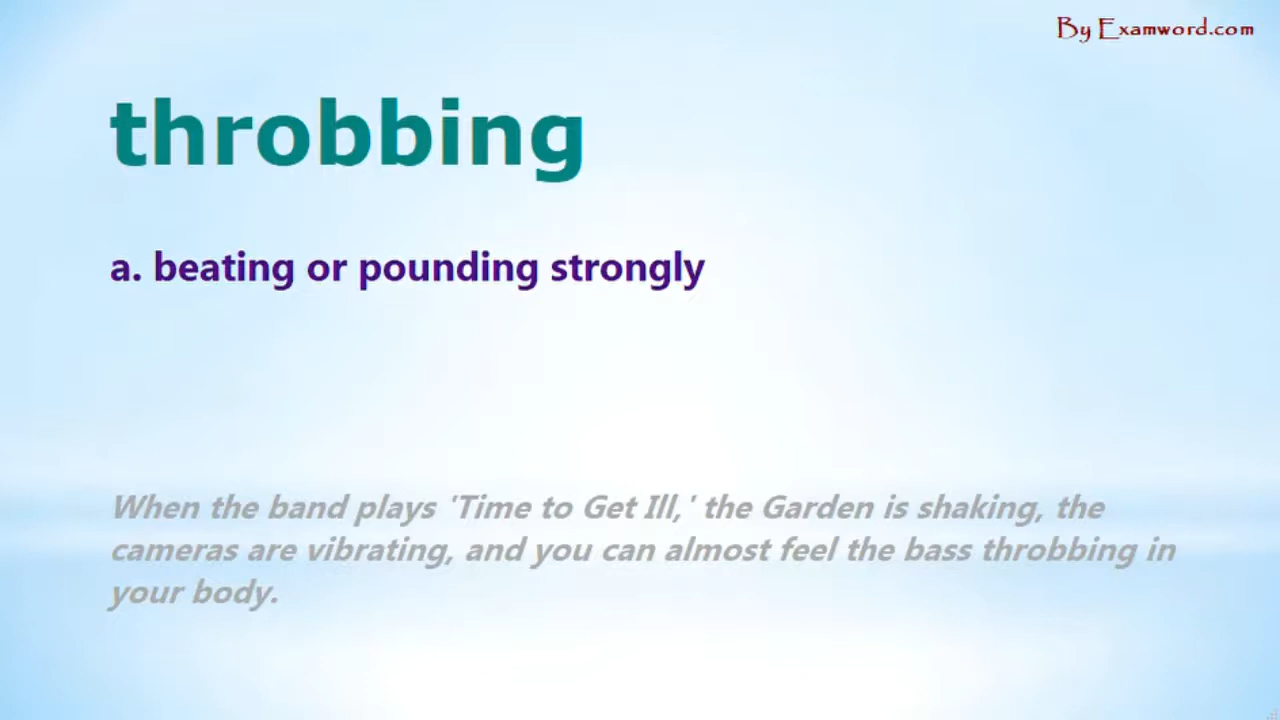 By Examword.com
throbbing
a. beating or pounding strongly
When the band plays 'Time to Get Ill,' the Garden is shaking, the
cameras are vibrating, and you can almost feel the bass throbbing in
your body.